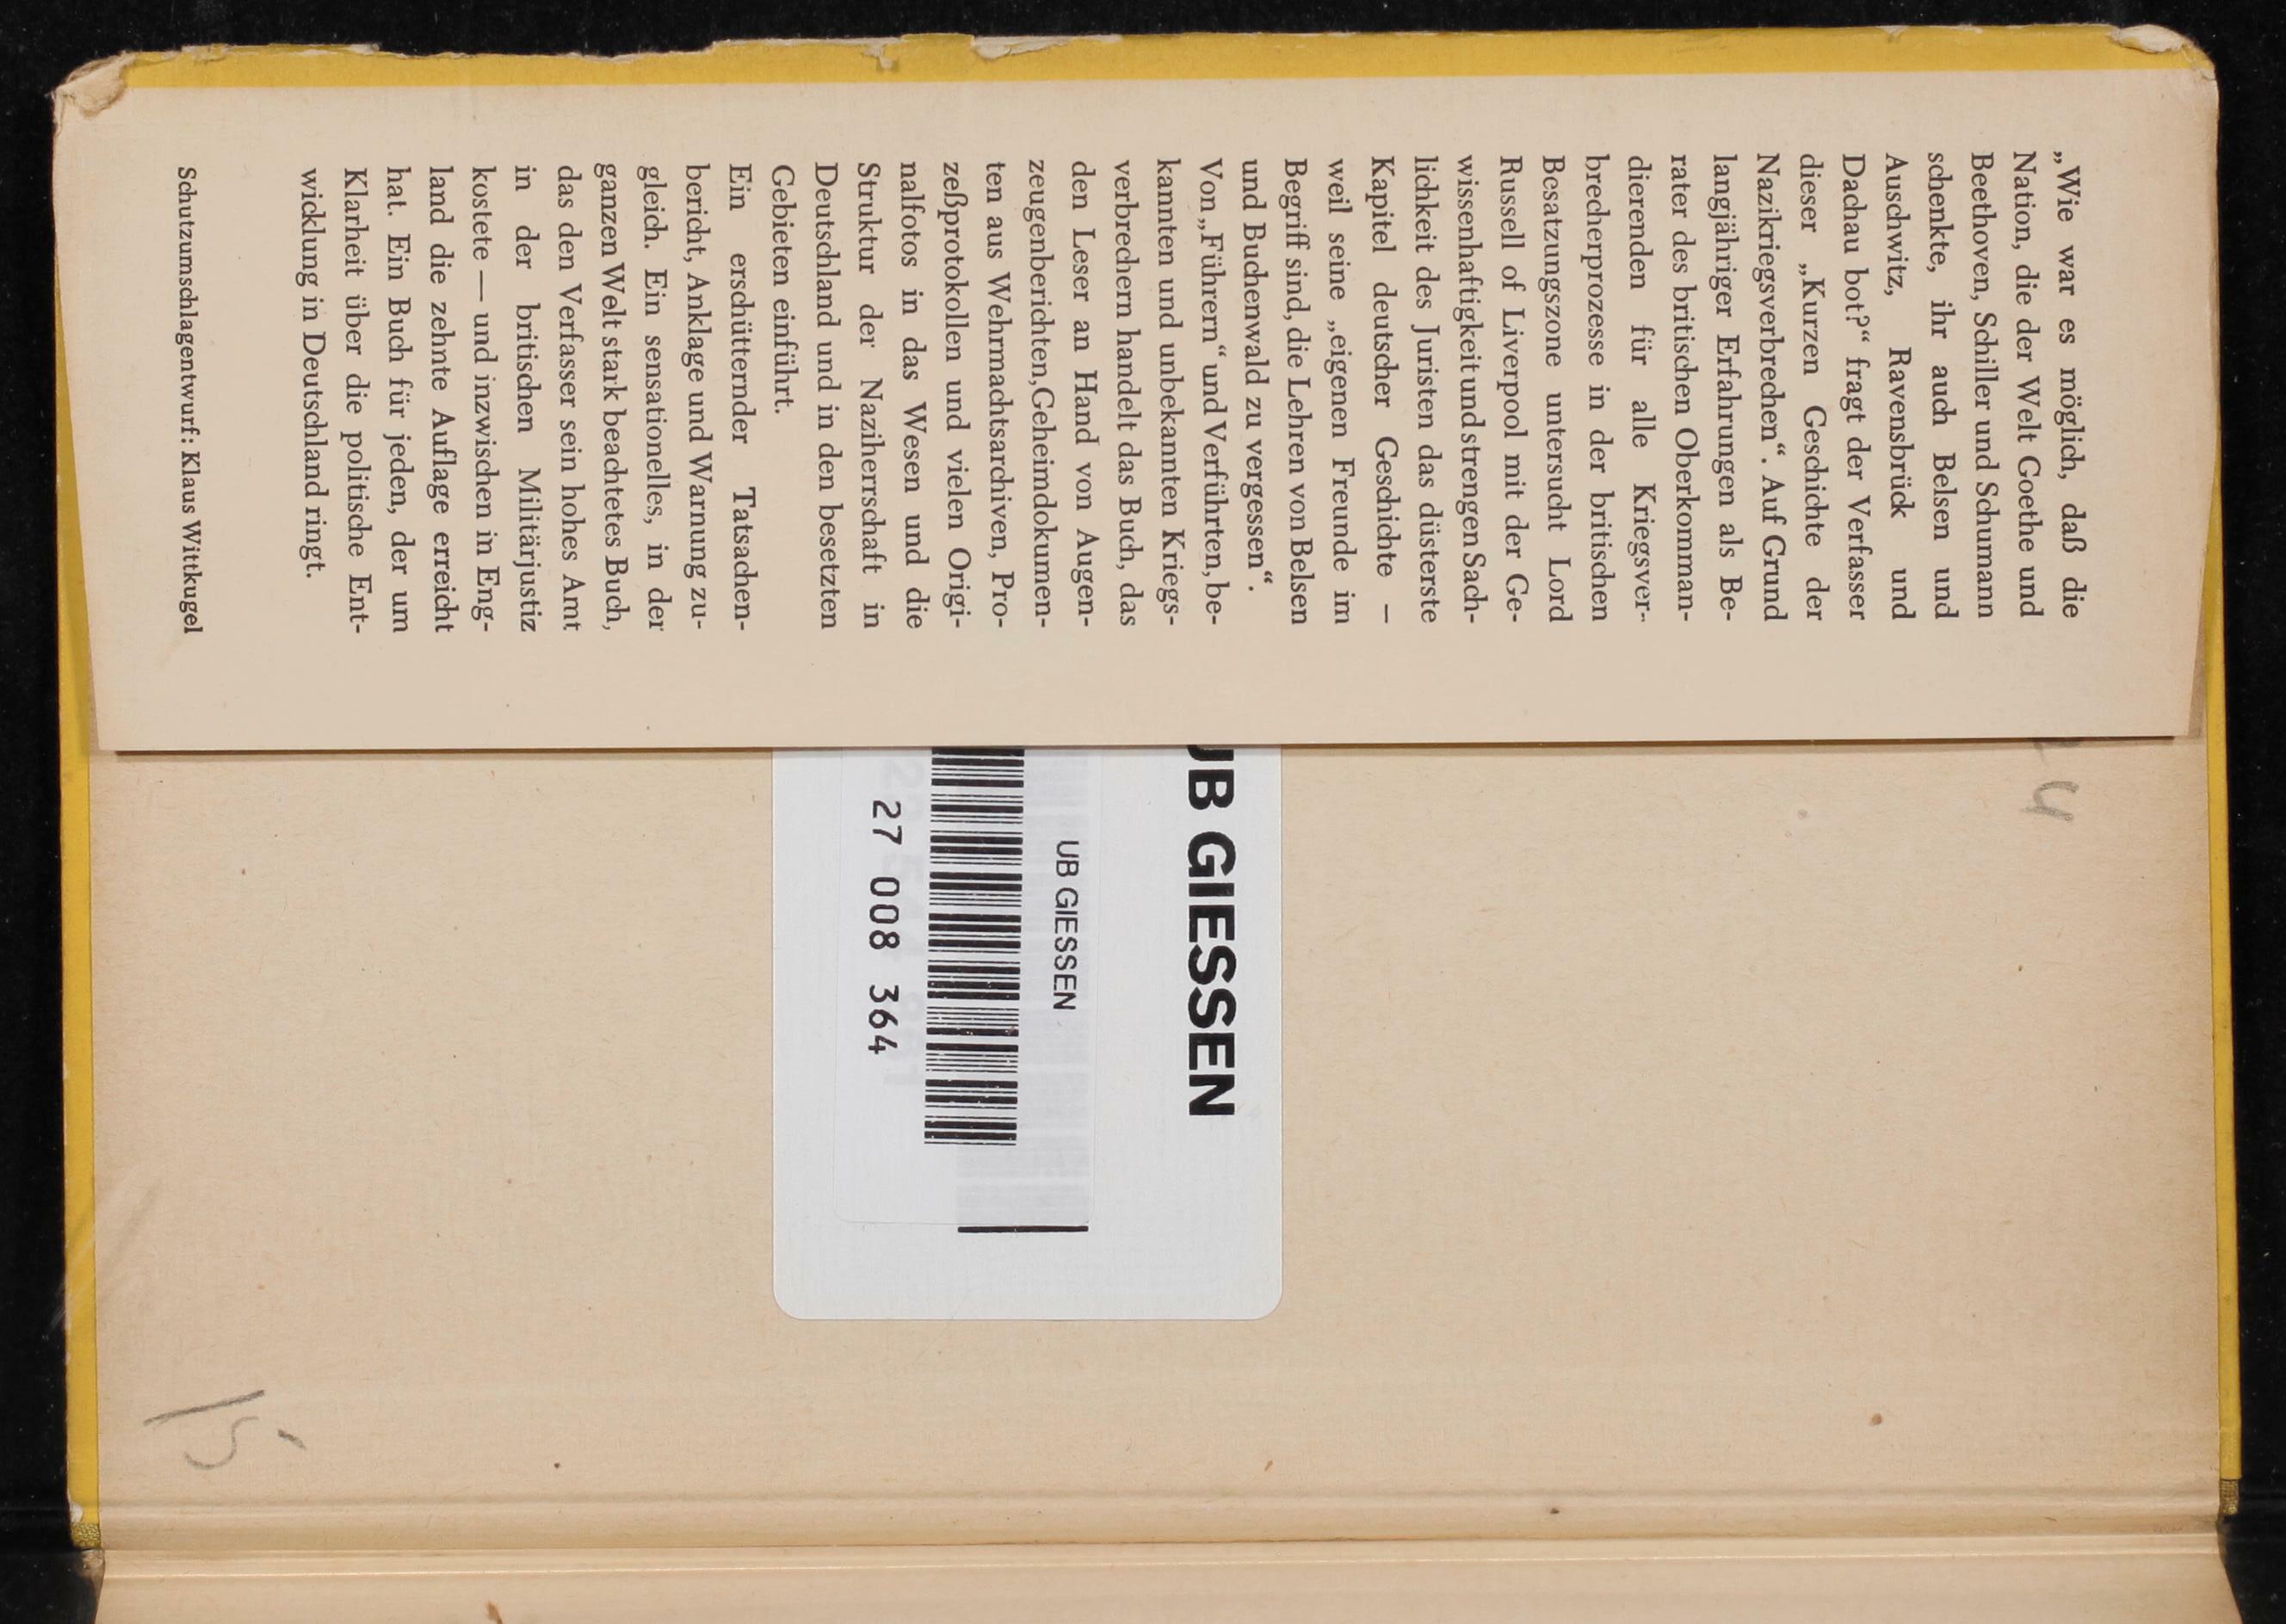 „Wie war es möglich, daß die
Nation, die der Welt Goethe und
Beethoven, Schiller und Schumann
schenkte, ihr auch Belsen und
Auschwitz, Ravensbrück und
Dachau bot?“ fragt der Verfasser
dieser „Kurzen Geschichte der
Nazikriegsverbrechen“. Auf Grund
langjähriger Erfahrungen als Be-
rater des britischen Oberkomman-
dierenden für alle Kriegsver-
brecherprozesse in der britischen
Besatzungszone untersucht Lord
Russell of Liverpool mit der Ge-
wissenhaftigkeit und strengen Sach-
lichkeit des Juristen das düsterste
Kapitel deutscher Geschichte –
weil seine „eigenen Freunde im
Begriff sind, die Lehren von Belsen
und Buchenwald zu vergessen“.
Von „Führern“ und Verführten, be-
kannten und unbekannten Kriegs-
verbrechern handelt das Buch, das
den Leser an Hand von Augen-
zeugenberichten, Geheimdokumen-
ten aus Wehrmachtsarchiven, Pro-
zeßprotokollen und vielen Origi-
nalfotos in das Wesen und die
Struktur der Naziherrschaft in
Deutschland und in den besetzten
Gebieten einführt.
Ein erschütternder Tatsachen-
bericht, Anklage und Warnung zu-
gleich. Ein sensationelles, in der
ganzen Welt stark beachtetes Buch,
das den Verfasser sein hohes Amt
in der britischen Militärjustiz
kostete — und inzwischen in Eng-
land die zehnte Auflage erreicht
hat. Ein Buch für jeden, der um
Klarheit über die politische Ent-
wicklung in Deutschland ringt.
Schutzumschlagentwurf: Klaus Wittkugel
UB GIESSEN
UB GIESSEN
27 008 364